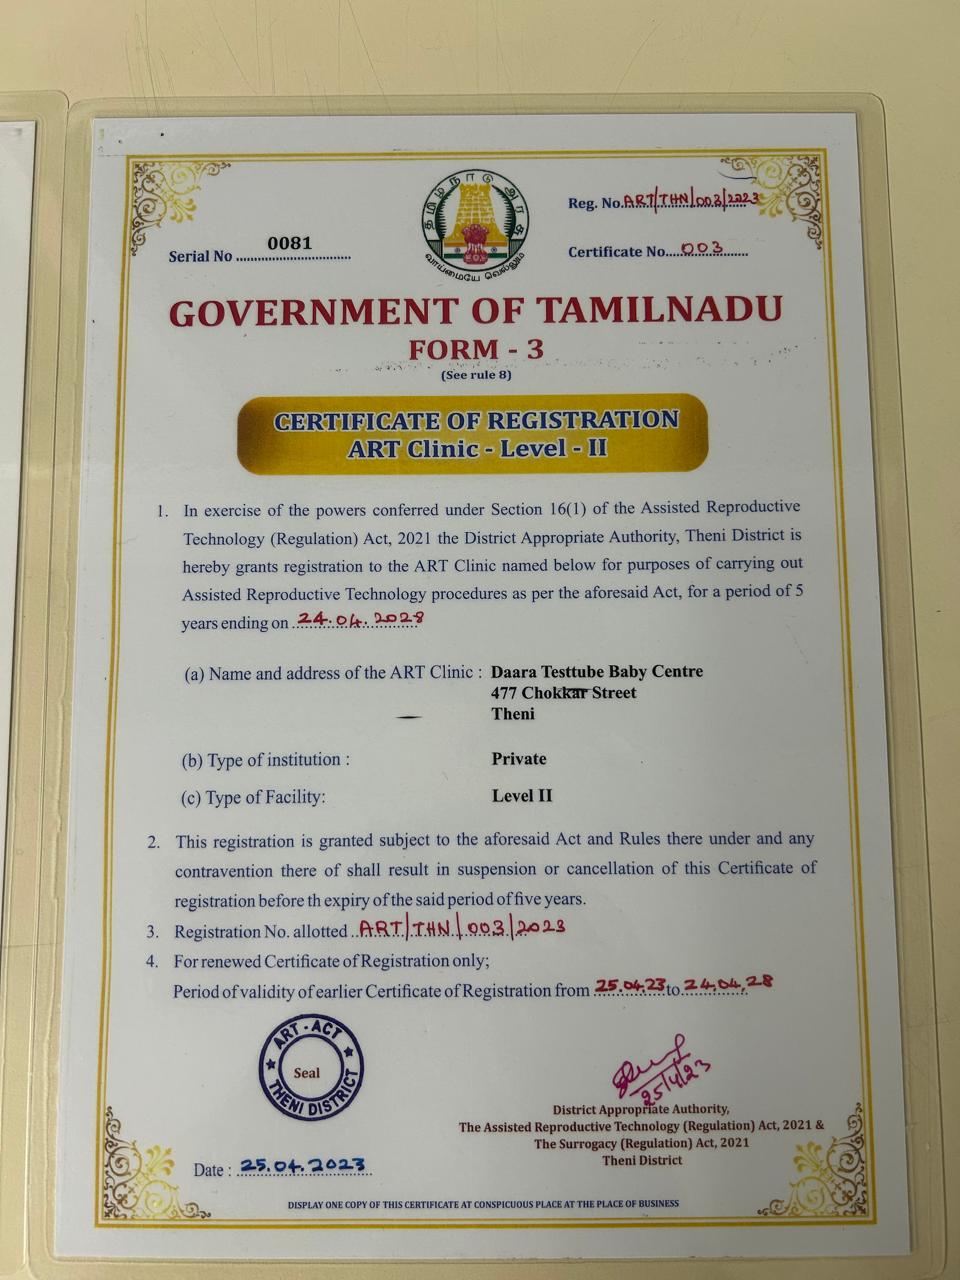 தமிழ்நாடு அரசு
வாய்மையே வெல்லும்
Reg. No.ART/THN/003/2223
Serial No 0081
Certificate No. 003
GOVERNMENT OF TAMILNADU
FORM - 3
(See rule 8)
CERTIFICATE OF REGISTRATION
ART Clinic - Level - II
1. In exercise of the powers conferred under Section 16(1) of the Assisted Reproductive
Technology (Regulation) Act, 2021 the District Appropriate Authority, Theni District is
hereby grants registration to the ART Clinic named below for purposes of carrying out
Assisted Reproductive Technology procedures as per the aforesaid Act, for a period of 5
years ending on 24.04.2028
(a) Name and address of the ART Clinic : Daara Testtube Baby Centre
477 Chokkar Street
Theni
(b) Type of institution : Private
(c) Type of Facility: Level II
2. This registration is granted subject to the aforesaid Act and Rules there under and any
contravention there of shall result in suspension or cancellation of this Certificate of
registration before th expiry of the said period of five years.
3. Registration No. allotted ART/THN/003/2023
4. For renewed Certificate of Registration only;
Period of validity of earlier Certificate of Registration from 25.04.23 to 24.04.28
ART - ACT
Seal
THENI DISTRICT
25/4/23
District Appropriate Authority,
The Assisted Reproductive Technology (Regulation) Act, 2021 &
The Surrogacy (Regulation) Act, 2021
Theni District
Date : 25.04.2023
DISPLAY ONE COPY OF THIS CERTIFICATE AT CONSPICUOUS PLACE AT THE PLACE OF BUSINESS